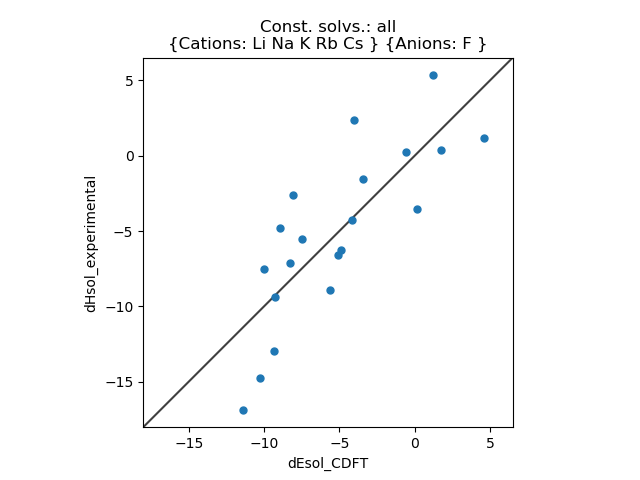 Const. solvs.: all
{Cations: Li Na K Rb Cs } {Anions: F }
5
0
−5
−10
−15
dHsol_experimental
−15
−10
−5
0
5
dEsol_CDFT